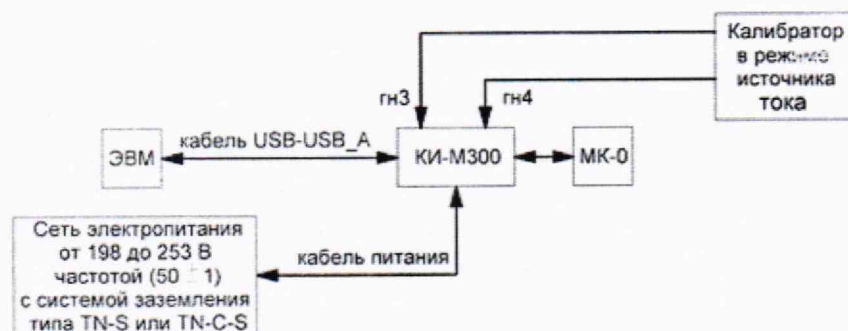 Калибратор
в режиме
источника
тока
гн3
гн4
кабель USB-USB_A
ЭВМ
КИ-М300
МК-0
Сеть электропитания
от 198 до 253 В
частотой (50 1)
с системой заземления
типа TN-S или TN-C-S
кабель питания